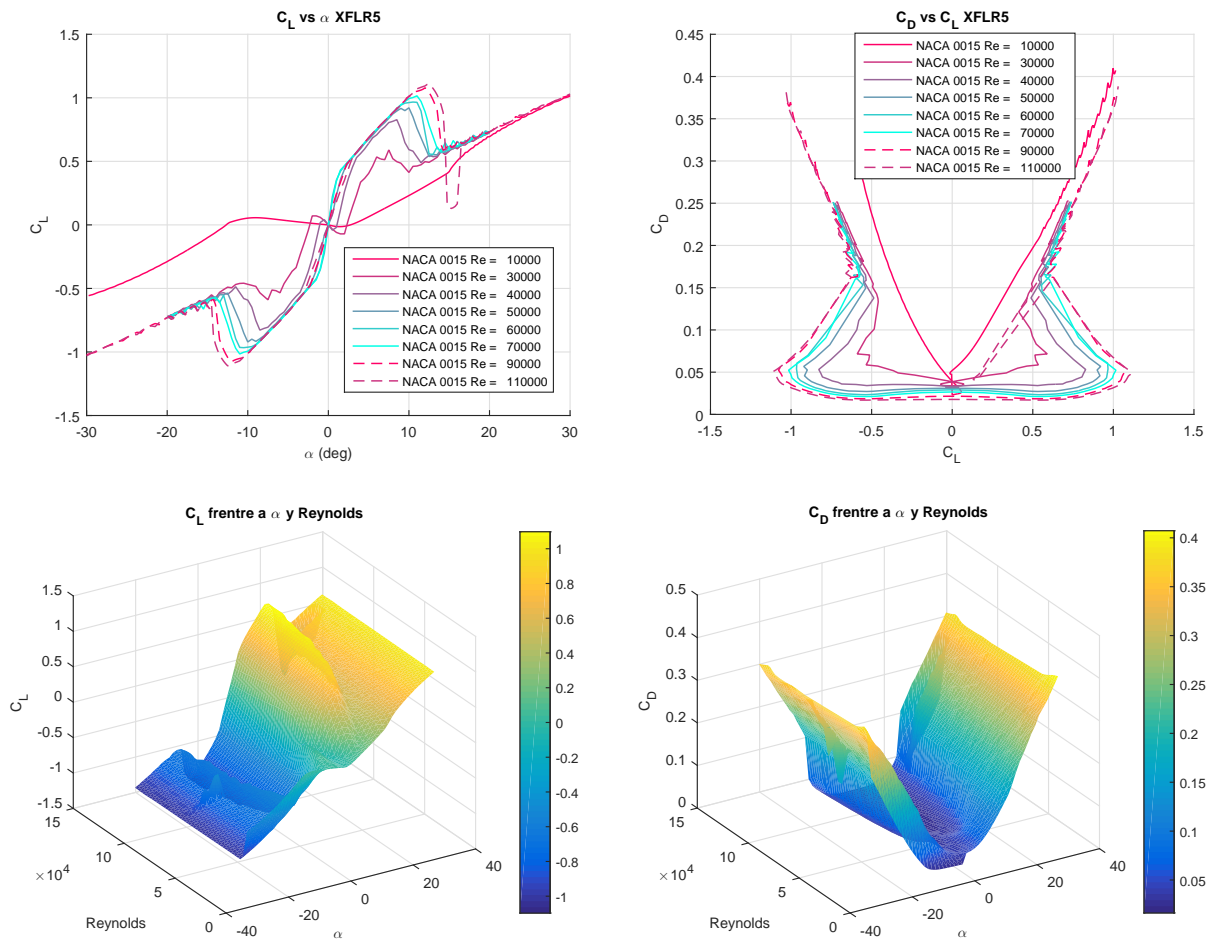 C_L vs α XFLR5
1.5
1
0.5
0
-0.5
-1
-1.5
C_L
-30
-20
-10
0
10
20
30
α (deg)
NACA 0015 Re = 10000
NACA 0015 Re = 30000
NACA 0015 Re = 40000
NACA 0015 Re = 50000
NACA 0015 Re = 60000
NACA 0015 Re = 70000
NACA 0015 Re = 90000
NACA 0015 Re = 110000
C_D vs C_L XFLR5
0.45
0.4
0.35
0.3
0.25
0.2
0.15
0.1
0.05
0
C_D
-1.5
-1
-0.5
0
0.5
1
1.5
C_L
NACA 0015 Re = 10000
NACA 0015 Re = 30000
NACA 0015 Re = 40000
NACA 0015 Re = 50000
NACA 0015 Re = 60000
NACA 0015 Re = 70000
NACA 0015 Re = 90000
NACA 0015 Re = 110000
C_L frentre a α y Reynolds
1.5
1
0.5
0
-0.5
-1
-1.5
C_L
15
10
5
0
×10^4
Reynolds
-40
-20
0
20
40
α
1
0.8
0.6
0.4
0.2
0
-0.2
-0.4
-0.6
-0.8
-1
C_D frentre a α y Reynolds
0.5
0.4
0.3
0.2
0.1
0
C_D
15
10
5
0
×10^4
Reynolds
-40
-20
0
20
40
α
0.4
0.35
0.3
0.25
0.2
0.15
0.1
0.05